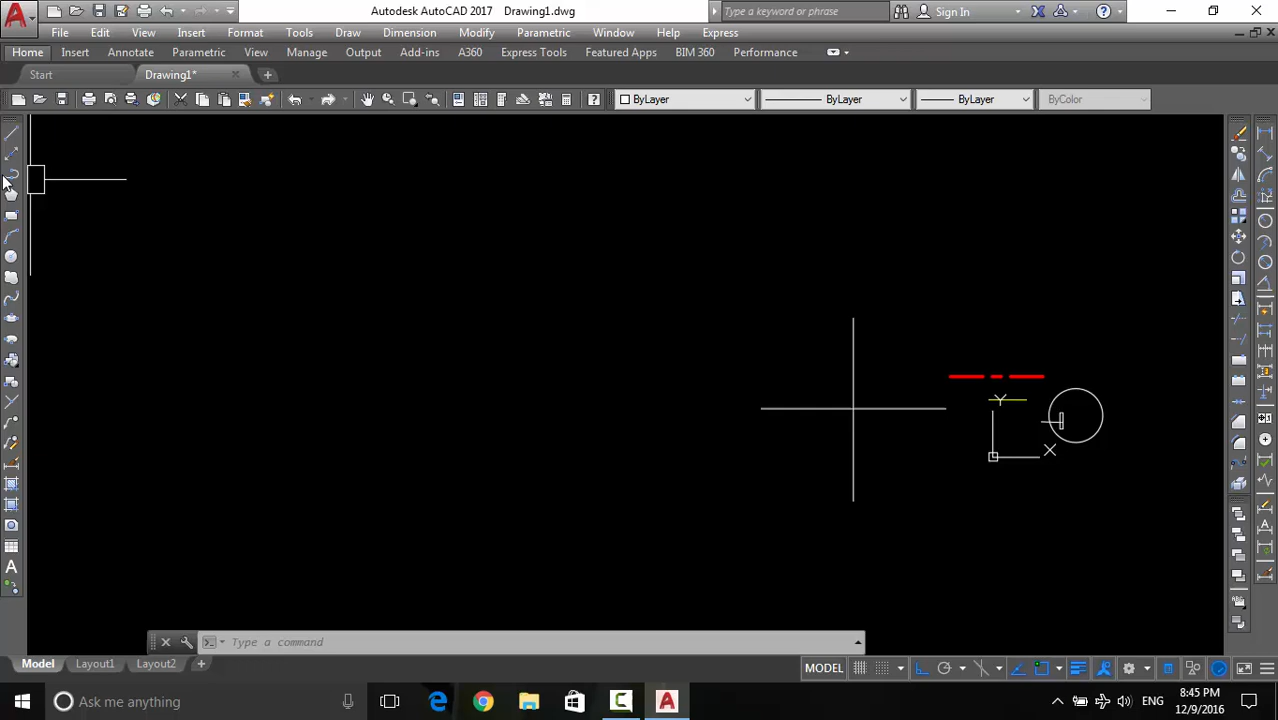 Autodesk AutoCAD 2017 Drawing1.dwg
Type a keyword or phrase
Sign In
File Edit View Insert Format Tools Draw Dimension Modify Parametric Window Help Express
Home Insert Annotate Parametric View Manage Output Add-ins A360 Express Tools Featured Apps BIM 360 Performance
Start Drawing1*
ByLayer ByLayer ByLayer ByColor
Y
X
A
A
Type a command
Model Layout1 Layout2
MODEL
Ask me anything
ENG
8:45 PM
12/9/2016